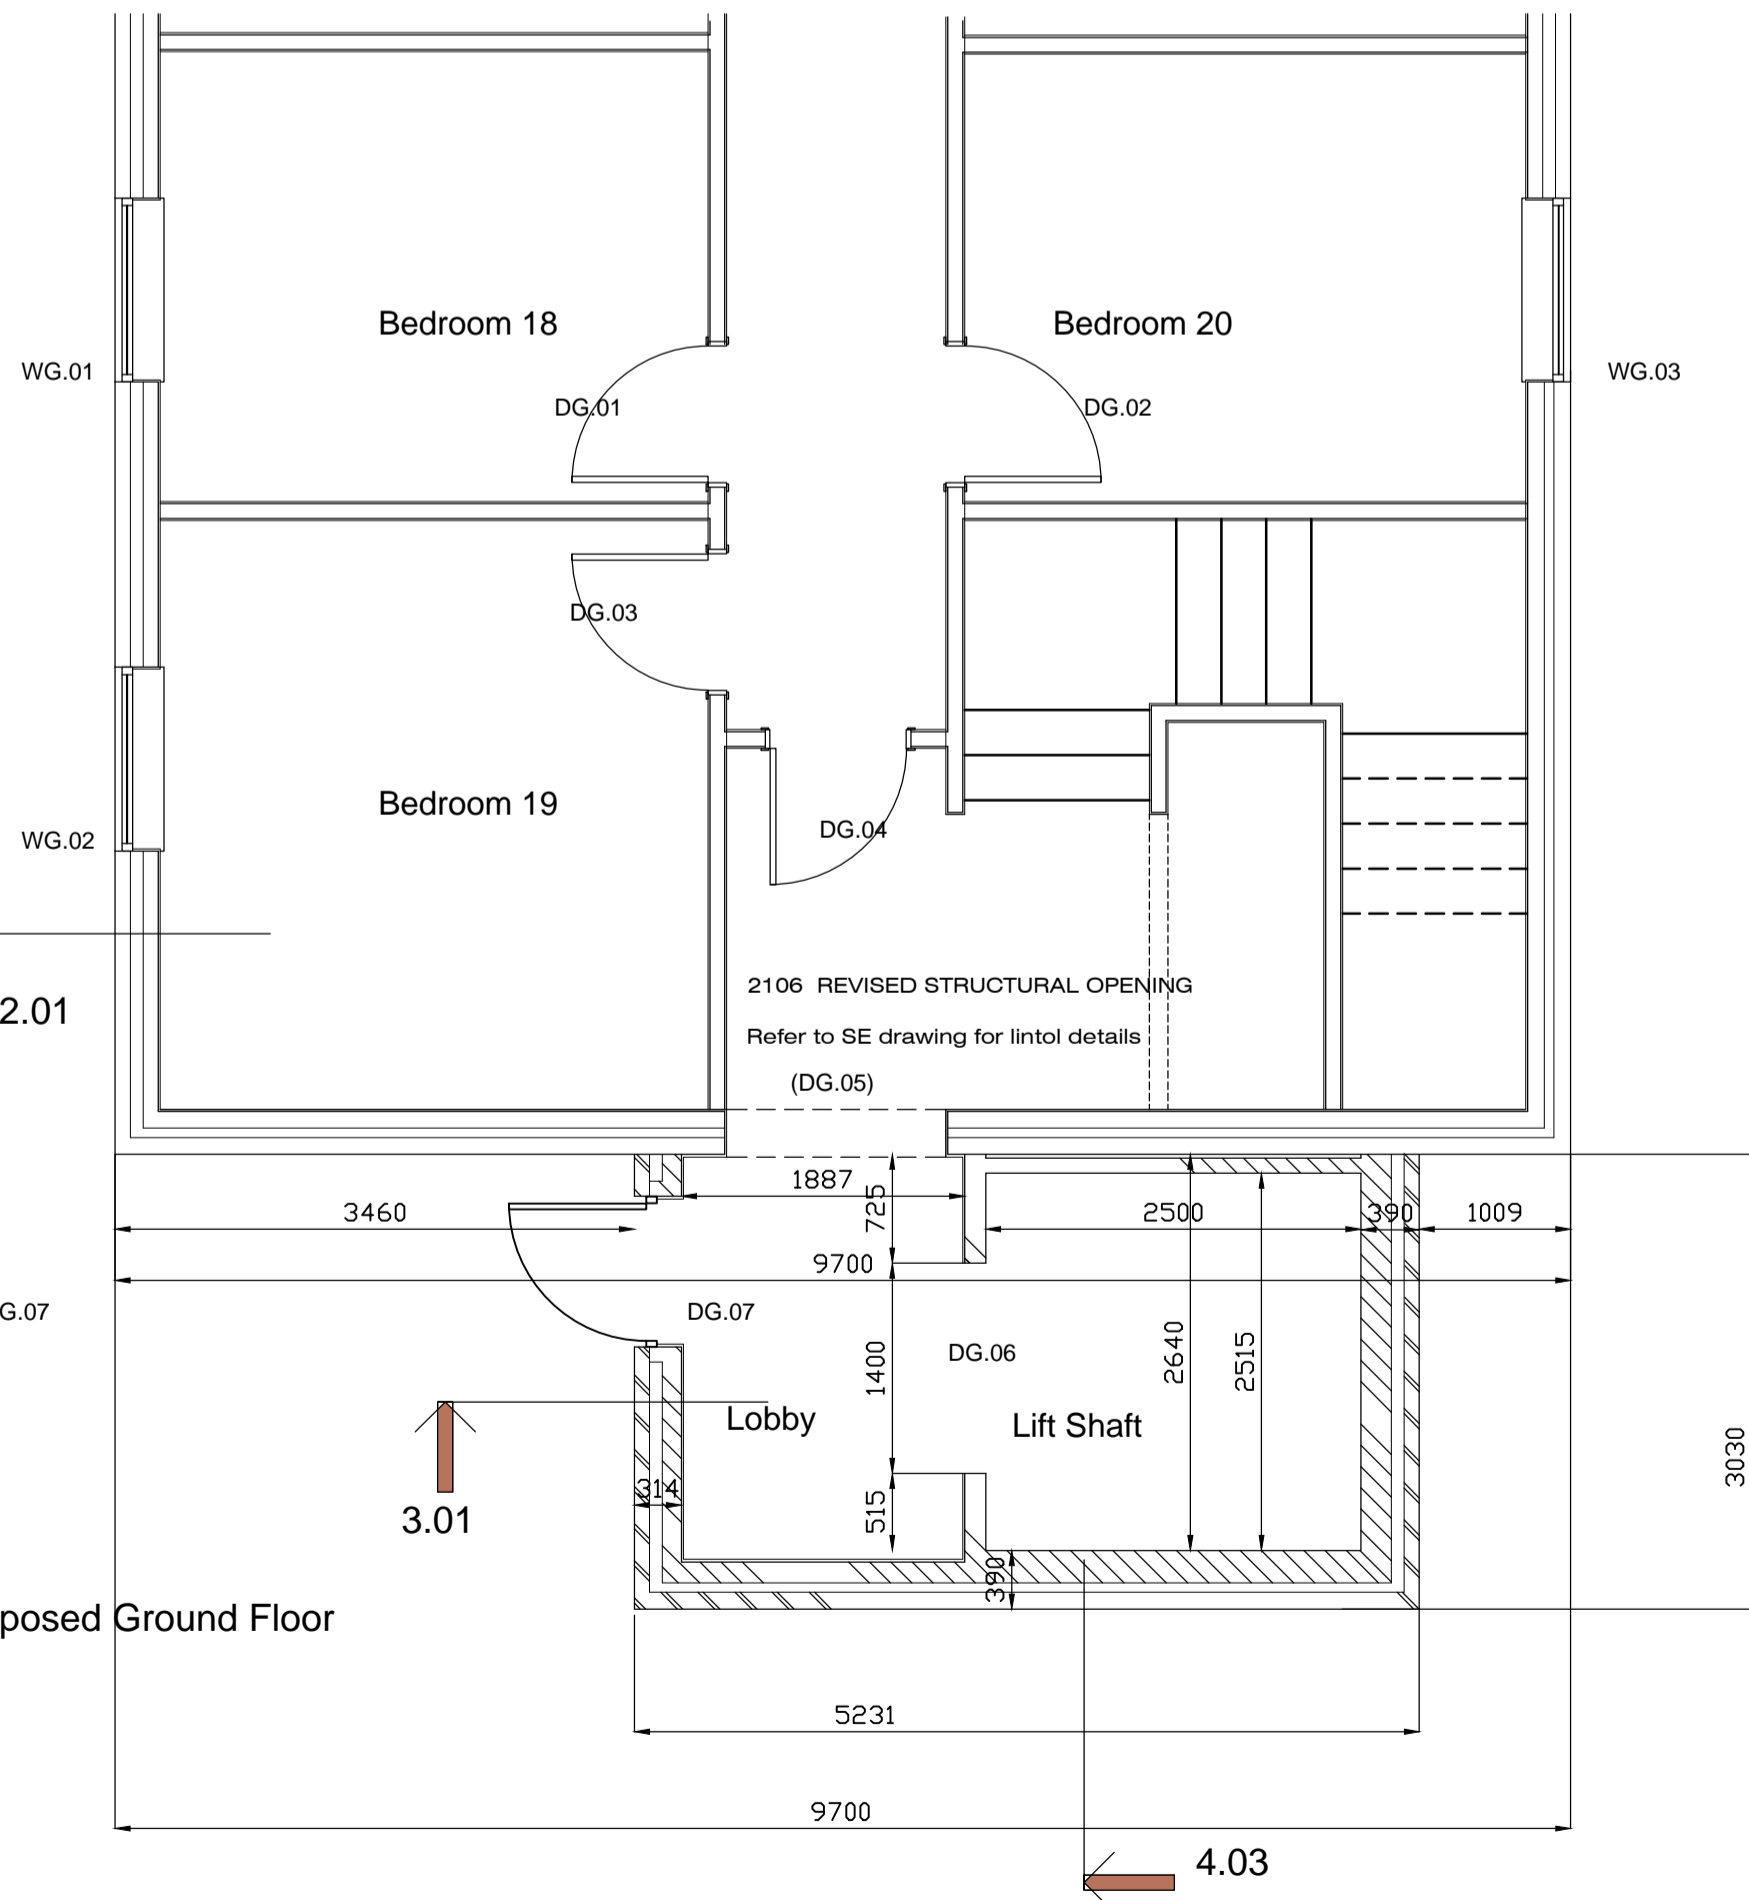 Bedroom 18
Bedroom 20
WG.01
WG.03
DG.01
DG.02
DG.03
Bedroom 19
DG.04
WG.02
2106 REVISED STRUCTURAL OPENING
2.01
Refer to SE drawing for lintol details
(DG.05)
1887
725
3460
2500
390
1009
9700
G.07
DG.07
DG.06
1400
2640
2515
Lobby
Lift Shaft
3030
314
515
3.01
390
posed Ground Floor
5231
9700
4.03